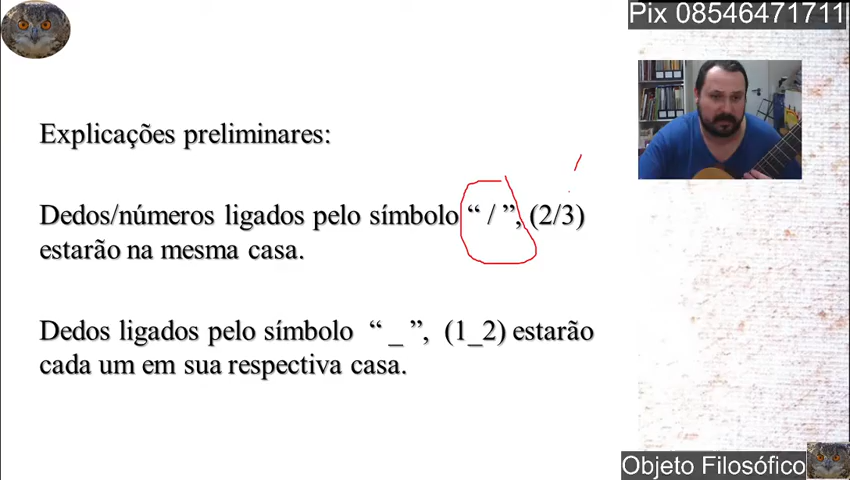 Pix 08546471711
Explicações preliminares:
Dedos/números ligados pelo símbolo “ / ”, (2/3)
estarão na mesma casa.
Dedos ligados pelo símbolo “ _ ”, (1_2) estarão
cada um em sua respectiva casa.
Objeto Filosófico